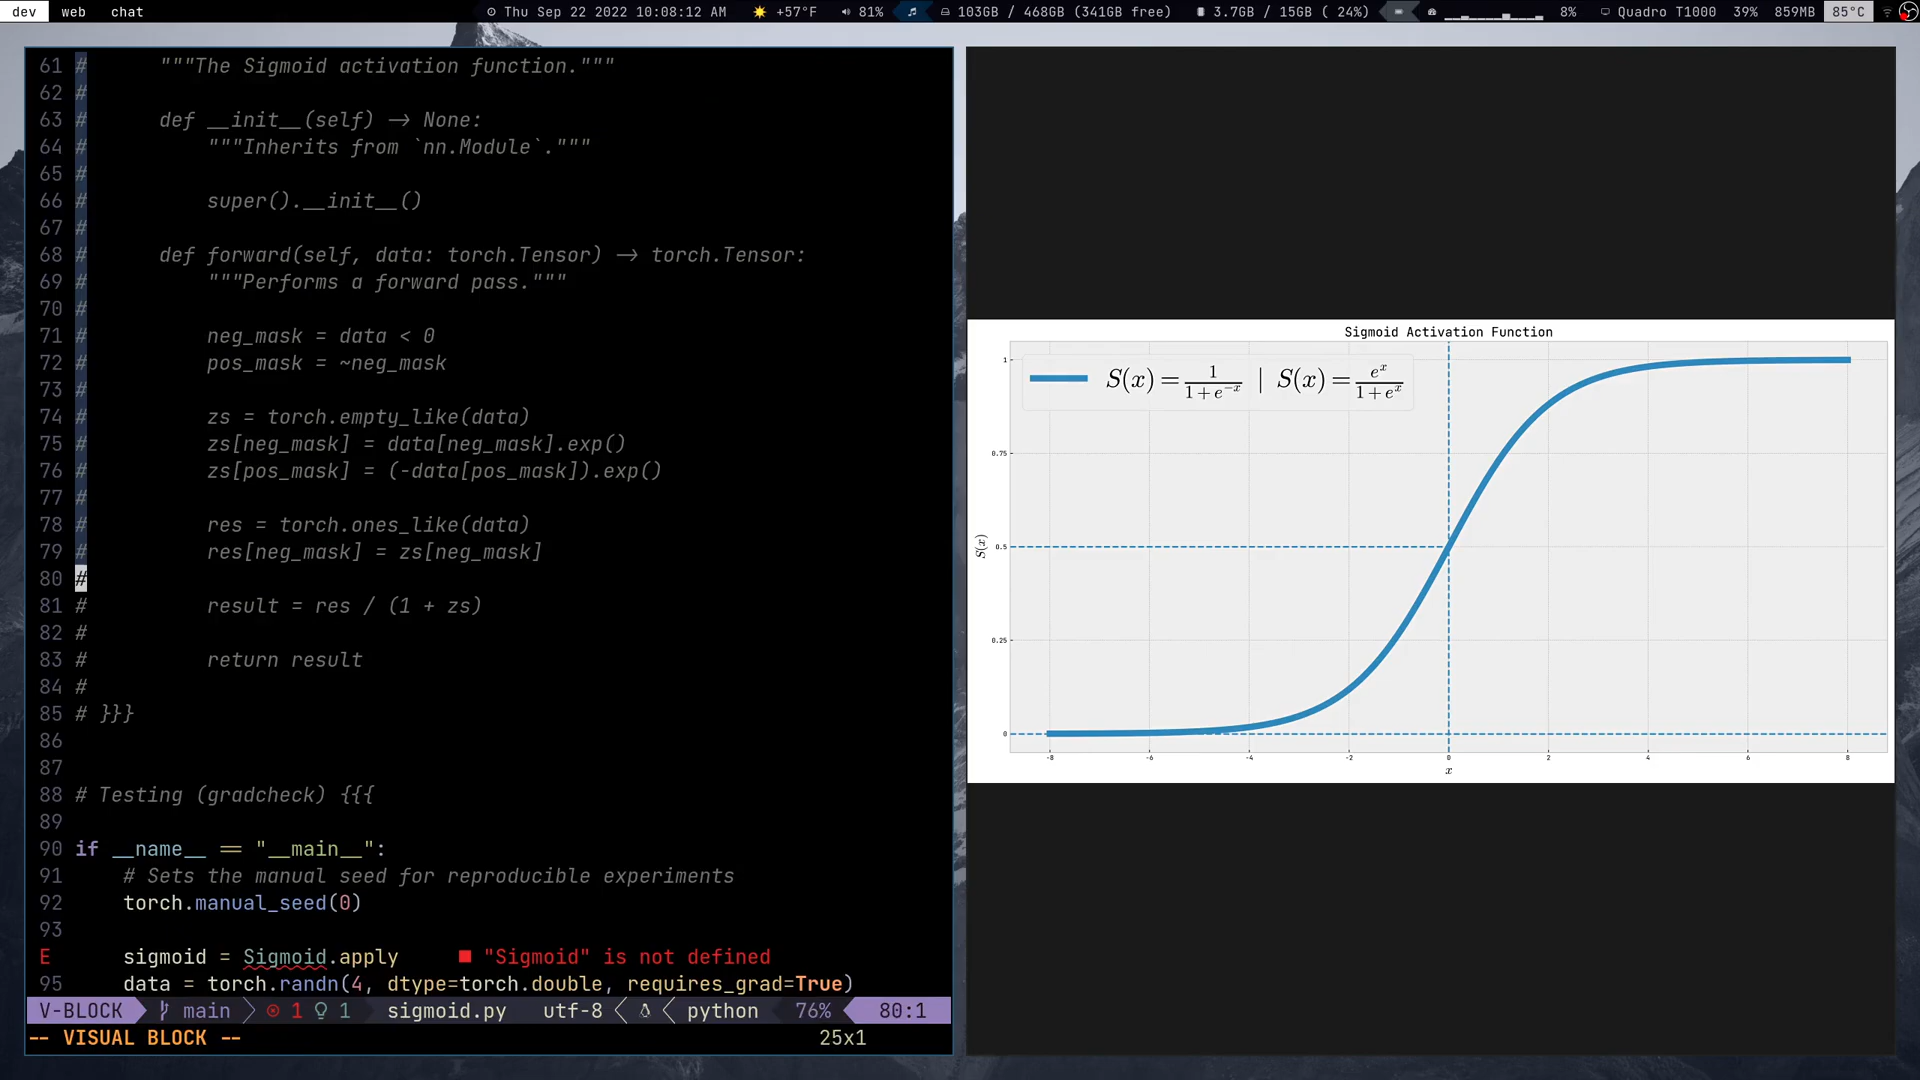 dev web chat Thu Sep 22 2022 10:08:12 AM +57°F 81% 103GB / 468GB (341GB free) 3.7GB / 15GB ( 24%) 8% Quadro T1000 39% 859MB 85°C
61 #      """The Sigmoid activation function."""
62 #
63 #      def __init__(self) -> None:
64 #          """Inherits from `nn.Module`."""
65 #
66 #          super().__init__()
67 #
68 #      def forward(self, data: torch.Tensor) -> torch.Tensor:
69 #          """Performs a forward pass."""
70 #
71 #          neg_mask = data < 0
72 #          pos_mask = ~neg_mask
73 #
74 #          zs = torch.empty_like(data)
75 #          zs[neg_mask] = data[neg_mask].exp()
76 #          zs[pos_mask] = (-data[pos_mask]).exp()
77 #
78 #          res = torch.ones_like(data)
79 #          res[neg_mask] = zs[neg_mask]
80 #
81 #          result = res / (1 + zs)
82 #
83 #          return result
84 #
85 # }}}
86
87
88 # Testing (gradcheck) {{{
89
90 if __name__ == "__main__":
91     # Sets the manual seed for reproducible experiments
92     torch.manual_seed(0)
93
E      sigmoid = Sigmoid.apply     ■ "Sigmoid" is not defined
95     data = torch.randn(4, dtype=torch.double, requires_grad=True)
V-BLOCK main 1 1 sigmoid.py utf-8 python 76% 80:1
-- VISUAL BLOCK -- 25x1
Sigmoid Activation Function
S(x) = 1/(1+e^-x) | S(x) = e^x/(1+e^x)
1
0.75
0.5
0.25
0
S(x)
-8 -6 -4 -2 0 2 4 6 8
x